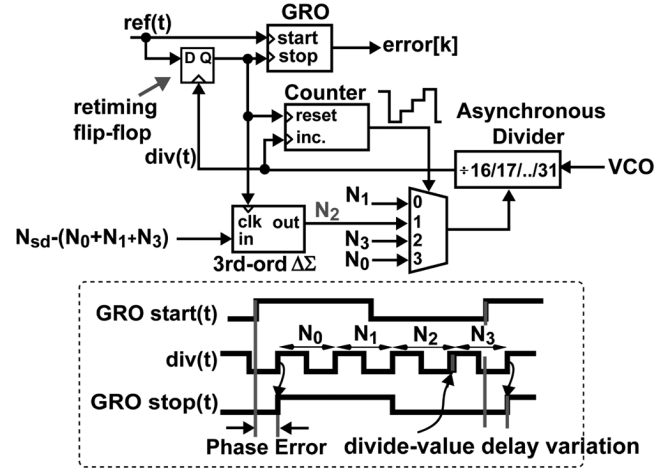 GRO
ref(t)
start
stop
error[k]
D Q
retiming
flip-flop
Counter
reset
inc.
Asynchronous
Divider
div(t)
÷16/17/../31
VCO
N1
0
clk out
in
N2
1
Nsd-(N0+N1+N3)
N3
2
N0
3
3rd-ord ΔΣ
GRO start(t)
N0 N1 N2 N3
div(t)
GRO stop(t)
Phase Error
divide-value delay variation